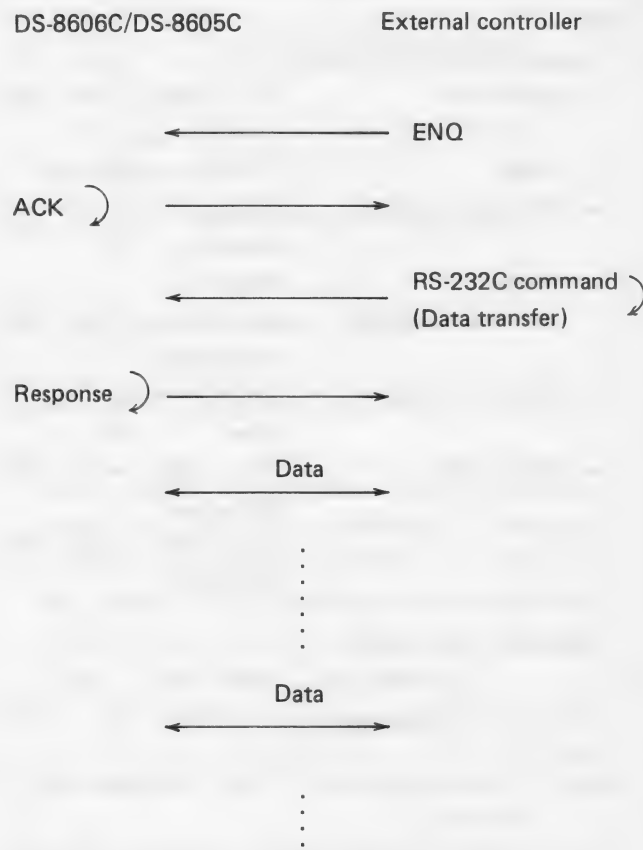 DS-8606C/DS-8605C External controller
ENQ
ACK
RS-232C command
(Data transfer)
Response
Data
Data